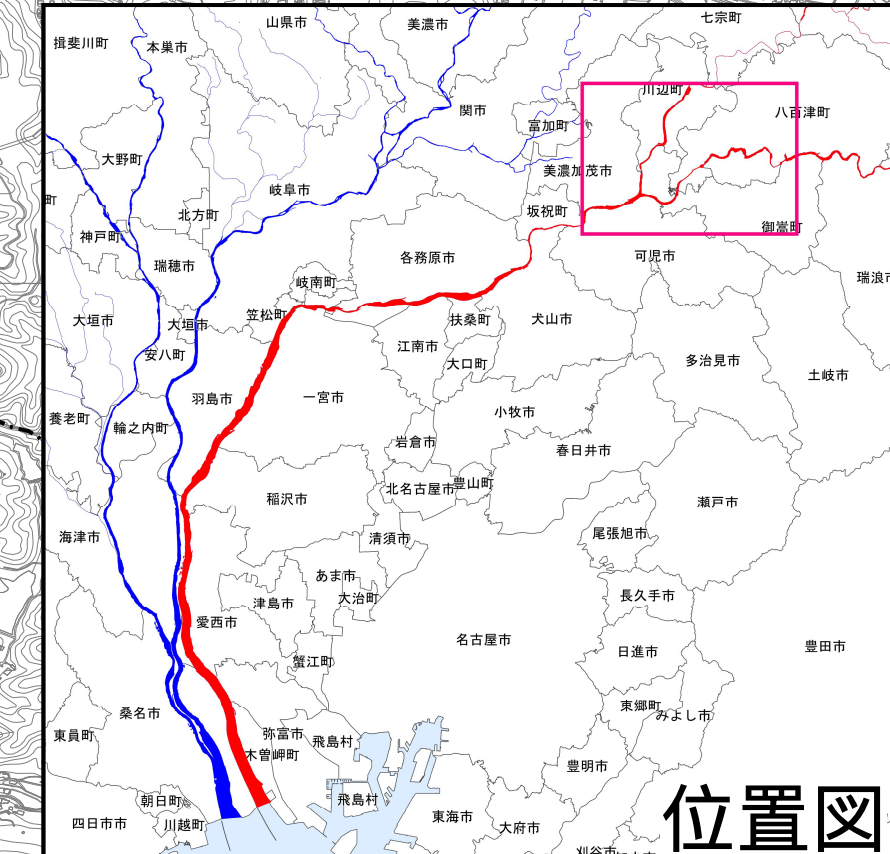 七宗町
山県市
美濃市
揖斐川町
本巣市
川辺町
関市
八百津町
富加町
大野町
美濃加茂市
岐阜市
町
北方町
坂祝町
御嵩町
神戸町
各務原市
可児市
瑞穂市
瑞浪市
岐南町
笠松町
扶桑町
犬山市
大垣市
大垣市
江南市
安八町
大口町
多治見市
土岐市
羽島市
一宮市
小牧市
養老町
輪之内町
岩倉市
春日井市
北名古屋市
豊山町
稲沢市
瀬戸市
海津市
清須市
尾張旭市
あま市
大治町
津島市
長久手市
愛西市
名古屋市
豊田市
日進市
蟹江町
東郷町
みよし市
桑名市
東員町
弥富市
飛島村
木曽岬町
豊明市
朝日町
飛島村
四日市市
川越町
東海市
大府市
刈谷市
位置図